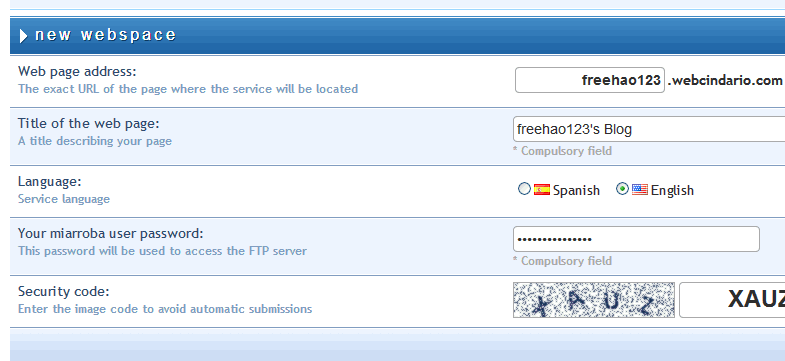 new webspace
Web page address:
The exact URL of the page where the service will be located
freehao123 .webcindario.com
Title of the web page:
A title describing your page
freehao123's Blog
* Compulsory field
Language:
Service language
Spanish English
Your miarroba user password:
This password will be used to access the FTP server
•••••••••••••••
* Compulsory field
Security code:
Enter the image code to avoid automatic submissions
XAUZ XAUZ